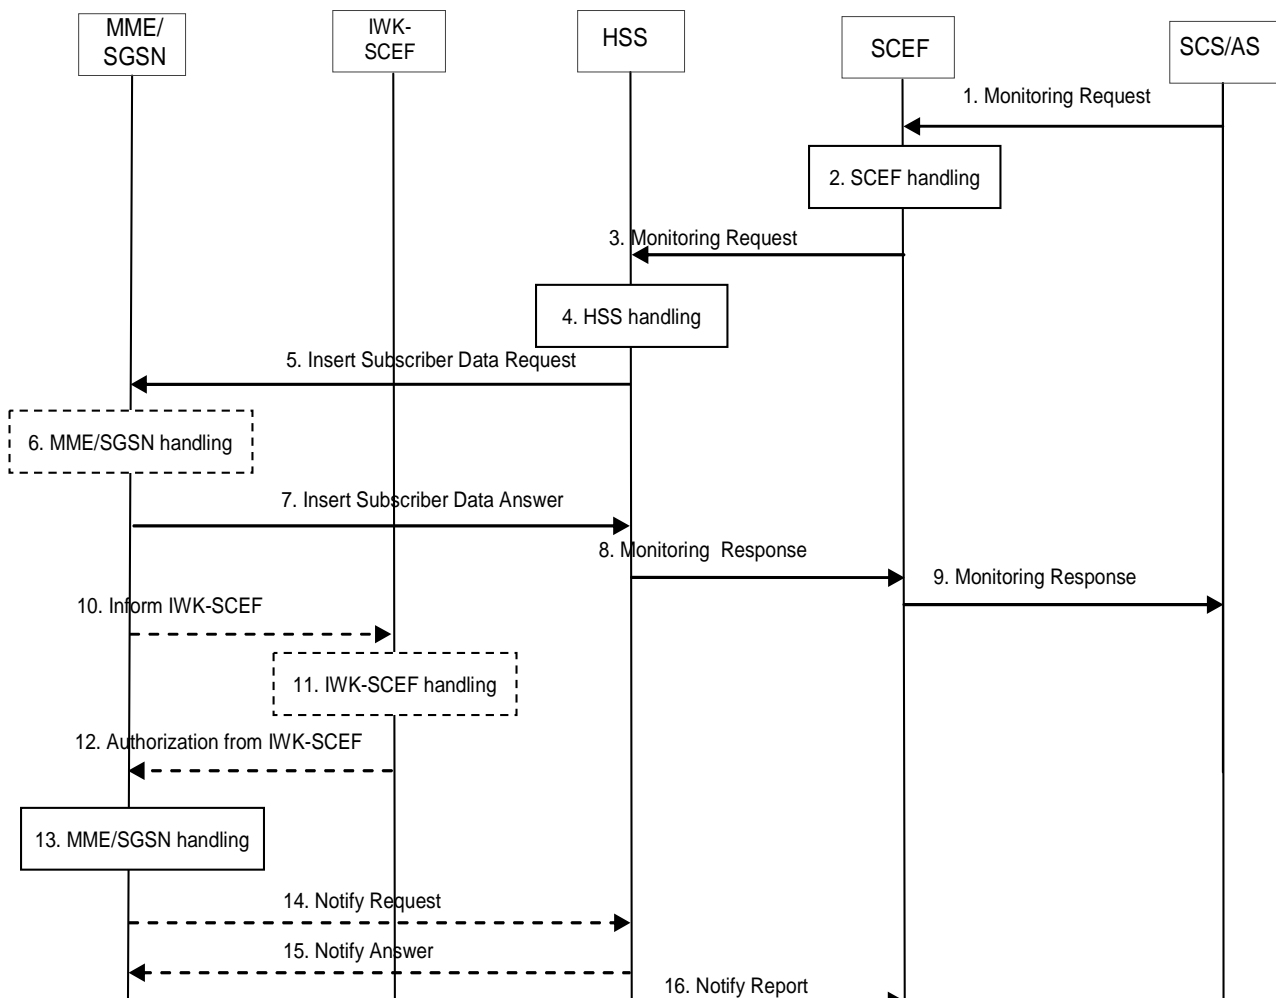 MME/
SGSN
IWK-
SCEF
HSS
SCEF
SCS/AS
1. Monitoring Request
2. SCEF handling
3. Monitoring Request
4. HSS handling
5. Insert Subscriber Data Request
6. MME/SGSN handling
7. Insert Subscriber Data Answer
8. Monitoring Response
9. Monitoring Response
10. Inform IWK-SCEF
11. IWK-SCEF handling
12. Authorization from IWK-SCEF
13. MME/SGSN handling
14. Notify Request
15. Notify Answer
16. Notify Report